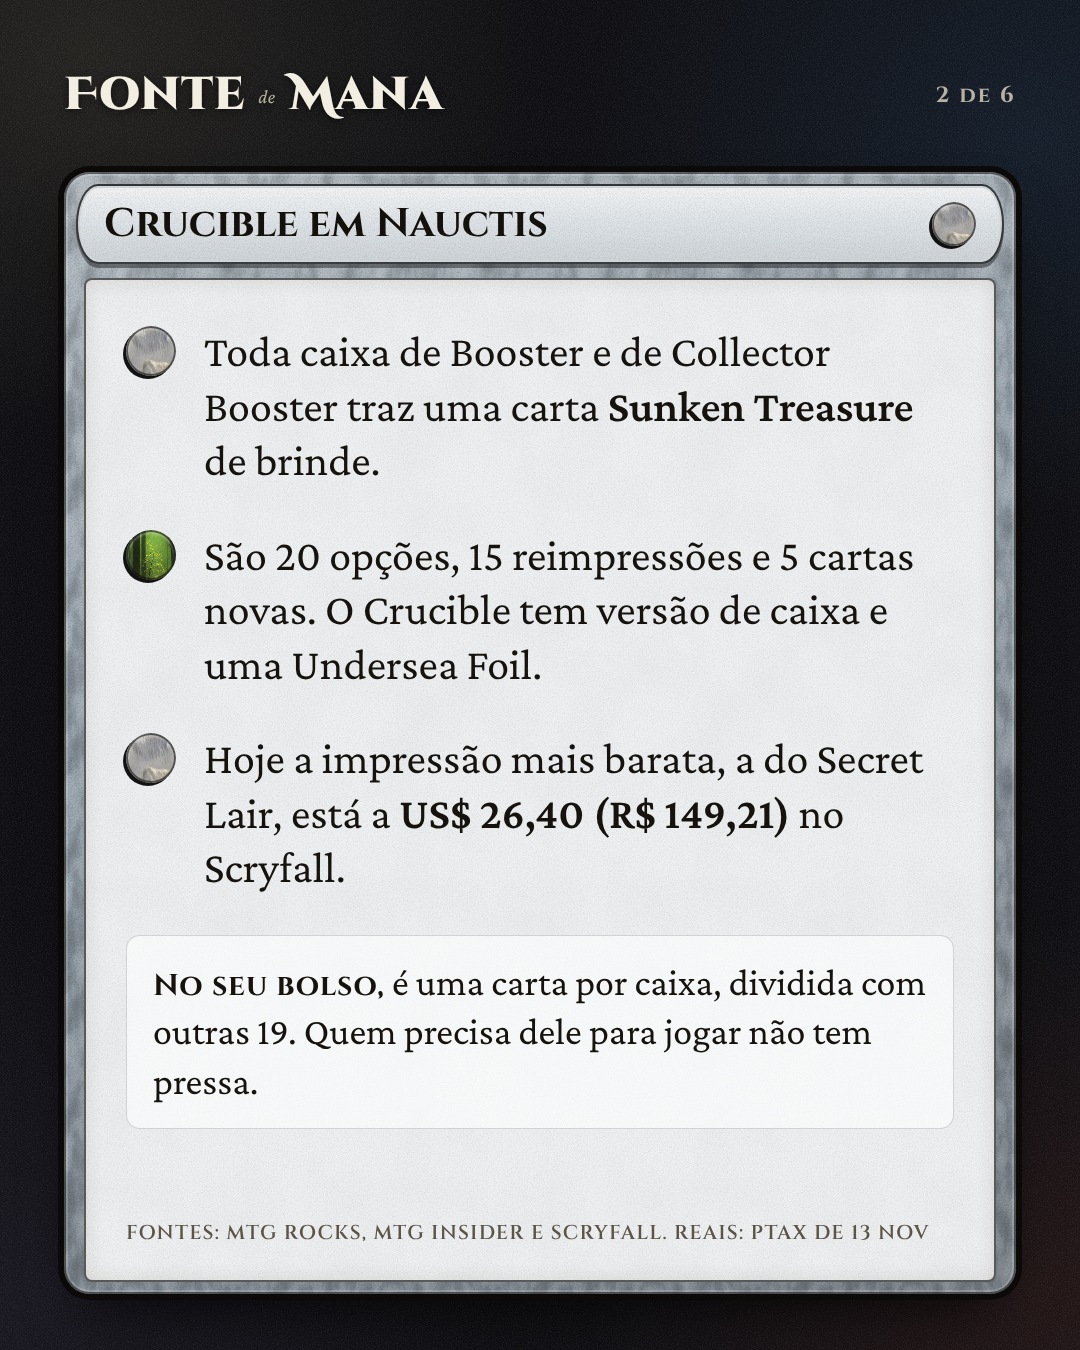 Fonte de Mana
2 de 6
Crucible em Nauctis
Toda caixa de Booster e de Collector
Booster traz uma carta Sunken Treasure
de brinde.
São 20 opções, 15 reimpressões e 5 cartas
novas. O Crucible tem versão de caixa e
uma Undersea Foil.
Hoje a impressão mais barata, a do Secret
Lair, está a US$ 26,40 (R$ 149,21) no
Scryfall.
No seu bolso, é uma carta por caixa, dividida com
outras 19. Quem precisa dele para jogar não tem
pressa.
FONTES: MTG ROCKS, MTG INSIDER E SCRYFALL. REAIS: PTAX DE 13 NOV